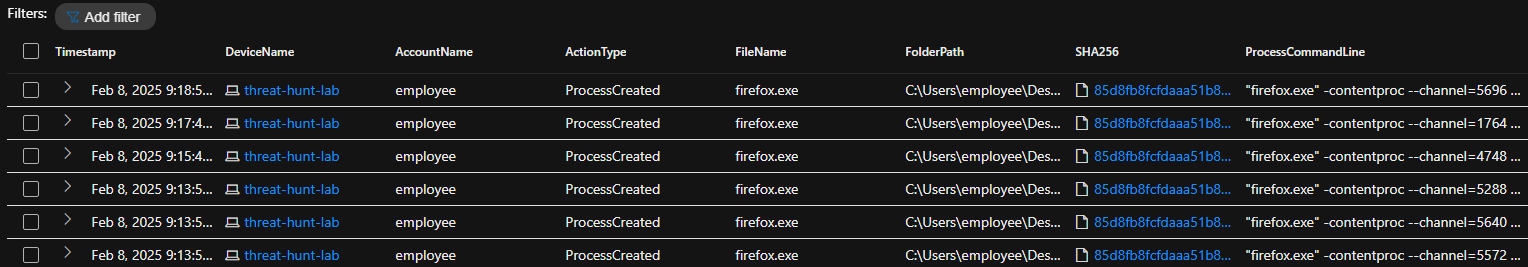 Filters: Add filter
Timestamp DeviceName AccountName ActionType FileName FolderPath SHA256 ProcessCommandLine
Feb 8, 2025 9:18:5... threat-hunt-lab employee ProcessCreated firefox.exe C:\Users\employee\Des... 85d8fb8fcfdaaa51b8... "firefox.exe" -contentproc --channel=5696 ...
Feb 8, 2025 9:17:4... threat-hunt-lab employee ProcessCreated firefox.exe C:\Users\employee\Des... 85d8fb8fcfdaaa51b8... "firefox.exe" -contentproc --channel=1764 ...
Feb 8, 2025 9:15:4... threat-hunt-lab employee ProcessCreated firefox.exe C:\Users\employee\Des... 85d8fb8fcfdaaa51b8... "firefox.exe" -contentproc --channel=4748 ...
Feb 8, 2025 9:13:5... threat-hunt-lab employee ProcessCreated firefox.exe C:\Users\employee\Des... 85d8fb8fcfdaaa51b8... "firefox.exe" -contentproc --channel=5288 ...
Feb 8, 2025 9:13:5... threat-hunt-lab employee ProcessCreated firefox.exe C:\Users\employee\Des... 85d8fb8fcfdaaa51b8... "firefox.exe" -contentproc --channel=5640 ...
Feb 8, 2025 9:13:5... threat-hunt-lab employee ProcessCreated firefox.exe C:\Users\employee\Des... 85d8fb8fcfdaaa51b8... "firefox.exe" -contentproc --channel=5572 ...